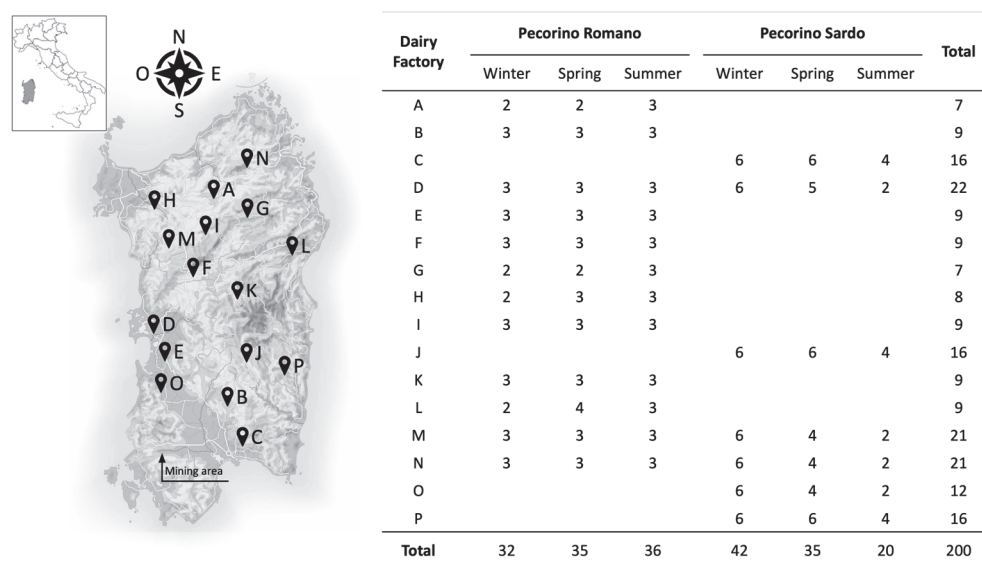 N
O E
S
N
A
H
G
I
M
L
F
K
D
E
J
P
O
B
C
Mining area
Pecorino Romano Pecorino Sardo
Dairy Factory Total
Winter Spring Summer Winter Spring Summer
A 2 2 3 7
B 3 3 3 9
C 6 6 4 16
D 3 3 3 6 5 2 22
E 3 3 3 9
F 3 3 3 9
G 2 2 3 7
H 2 3 3 8
I 3 3 3 9
J 6 6 4 16
K 3 3 3 9
L 2 4 3 9
M 3 3 3 6 4 2 21
N 3 3 3 6 4 2 21
O 6 4 2 12
P 6 6 4 16
Total 32 35 36 42 35 20 200